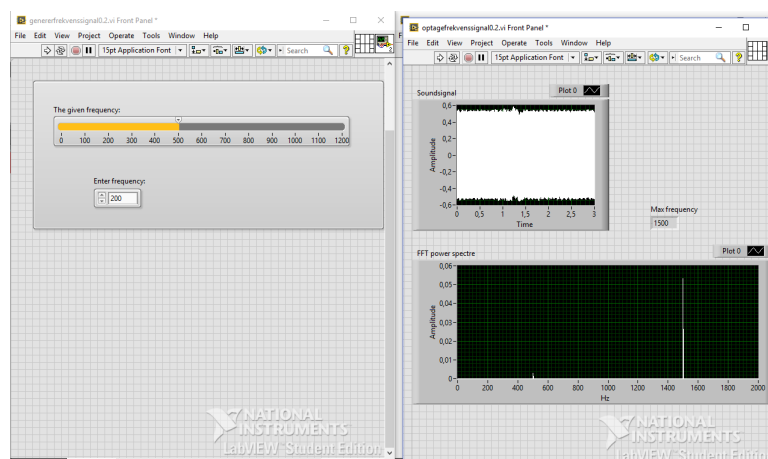 genererfrekvenssignal0.2.vi Front Panel *
File Edit View Project Operate Tools Window Help
15pt Application Font
Search
2
The given frequency:
0 100 200 300 400 500 600 700 800 900 1000 1100 1200
Enter frequency:
200
NATIONAL
INSTRUMENTS
LabVIEW Student Edition
F
optagefrekvenssignal0.2.vi Front Panel *
File Edit View Project Operate Tools Window Help
15pt Application Font
Search
Soundsignal
Plot 0
Amplitude
0,6
0,4
0,2
0
-0,2
-0,4
-0,6
0 0,5 1 1,5 2 2,5 3
Time
Max frequency
1500
FFT power spectre
Plot 0
Amplitude
0,06
0,05
0,04
0,03
0,02
0,01
0
0 200 400 600 800 1000 1200 1400 1600 1800 2000
Hz
NATIONAL
INSTRUMENTS
LabVIEW Student Edition